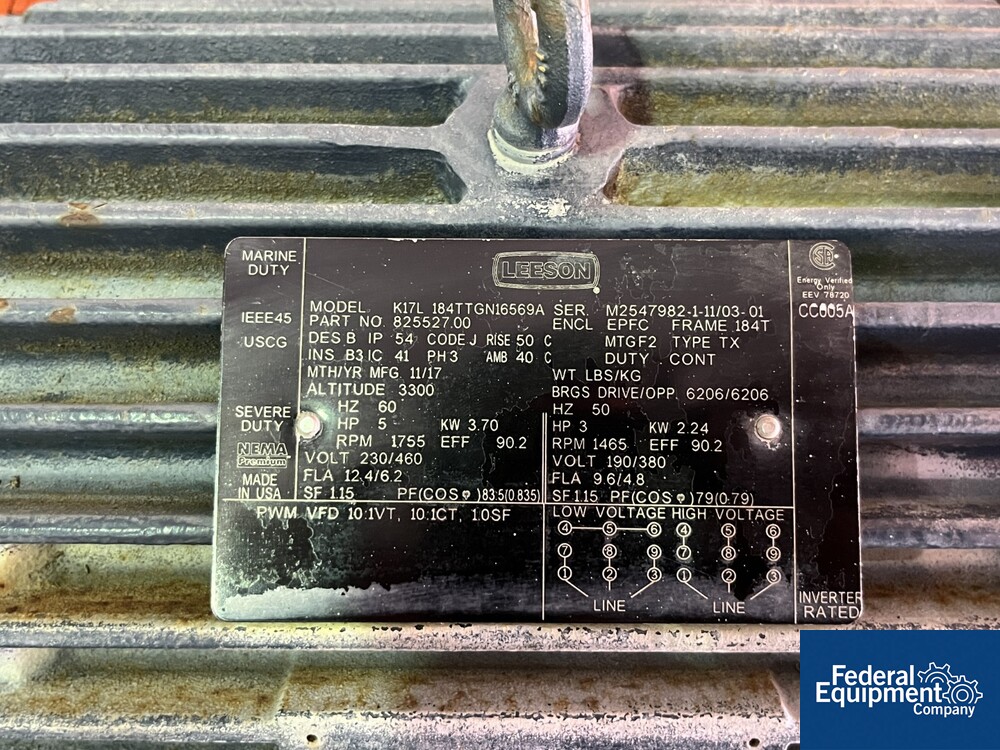 MARINE
DUTY
IEEE45
USCG
SEVERE
DUTY
NEMA
Premium
MADE
IN USA
LEESON
MODEL K17L 184TTGN16569A SER. M2547982-1-11/03-01
PART NO. 825527.00 ENCL EPFC FRAME 184T
DES B IP 54 CODE J RISE 50 C MTGF2 TYPE TX
INS B3 IC 41 PH 3 AMB 40 C DUTY CONT
MTH/YR MFG. 11/17 WT LBS/KG
ALTITUDE 3300 BRGS DRIVE/OPP. 6206/6206
HZ 60
HP 5 KW 3.70
RPM 1755 EFF 90.2
VOLT 230/460
FLA 12.4/6.2
SF 1.15 PF(COS φ)83.5(0.835)
HZ 50
HP 3 KW 2.24
RPM 1465 EFF 90.2
VOLT 190/380
FLA 9.6/4.8
SF 1.15 PF(COS φ)79(0.79)
PWM VFD 10:1VT, 10:1CT, 1.0SF
LOW VOLTAGE HIGH VOLTAGE
4 5 6 4 5 6
7 8 9 7 8 9
1 2 3 1 2 3
LINE LINE
SA
Energy Verified
Only
EEV 78720
CC005A
INVERTER
RATED
Federal
Equipment
Company